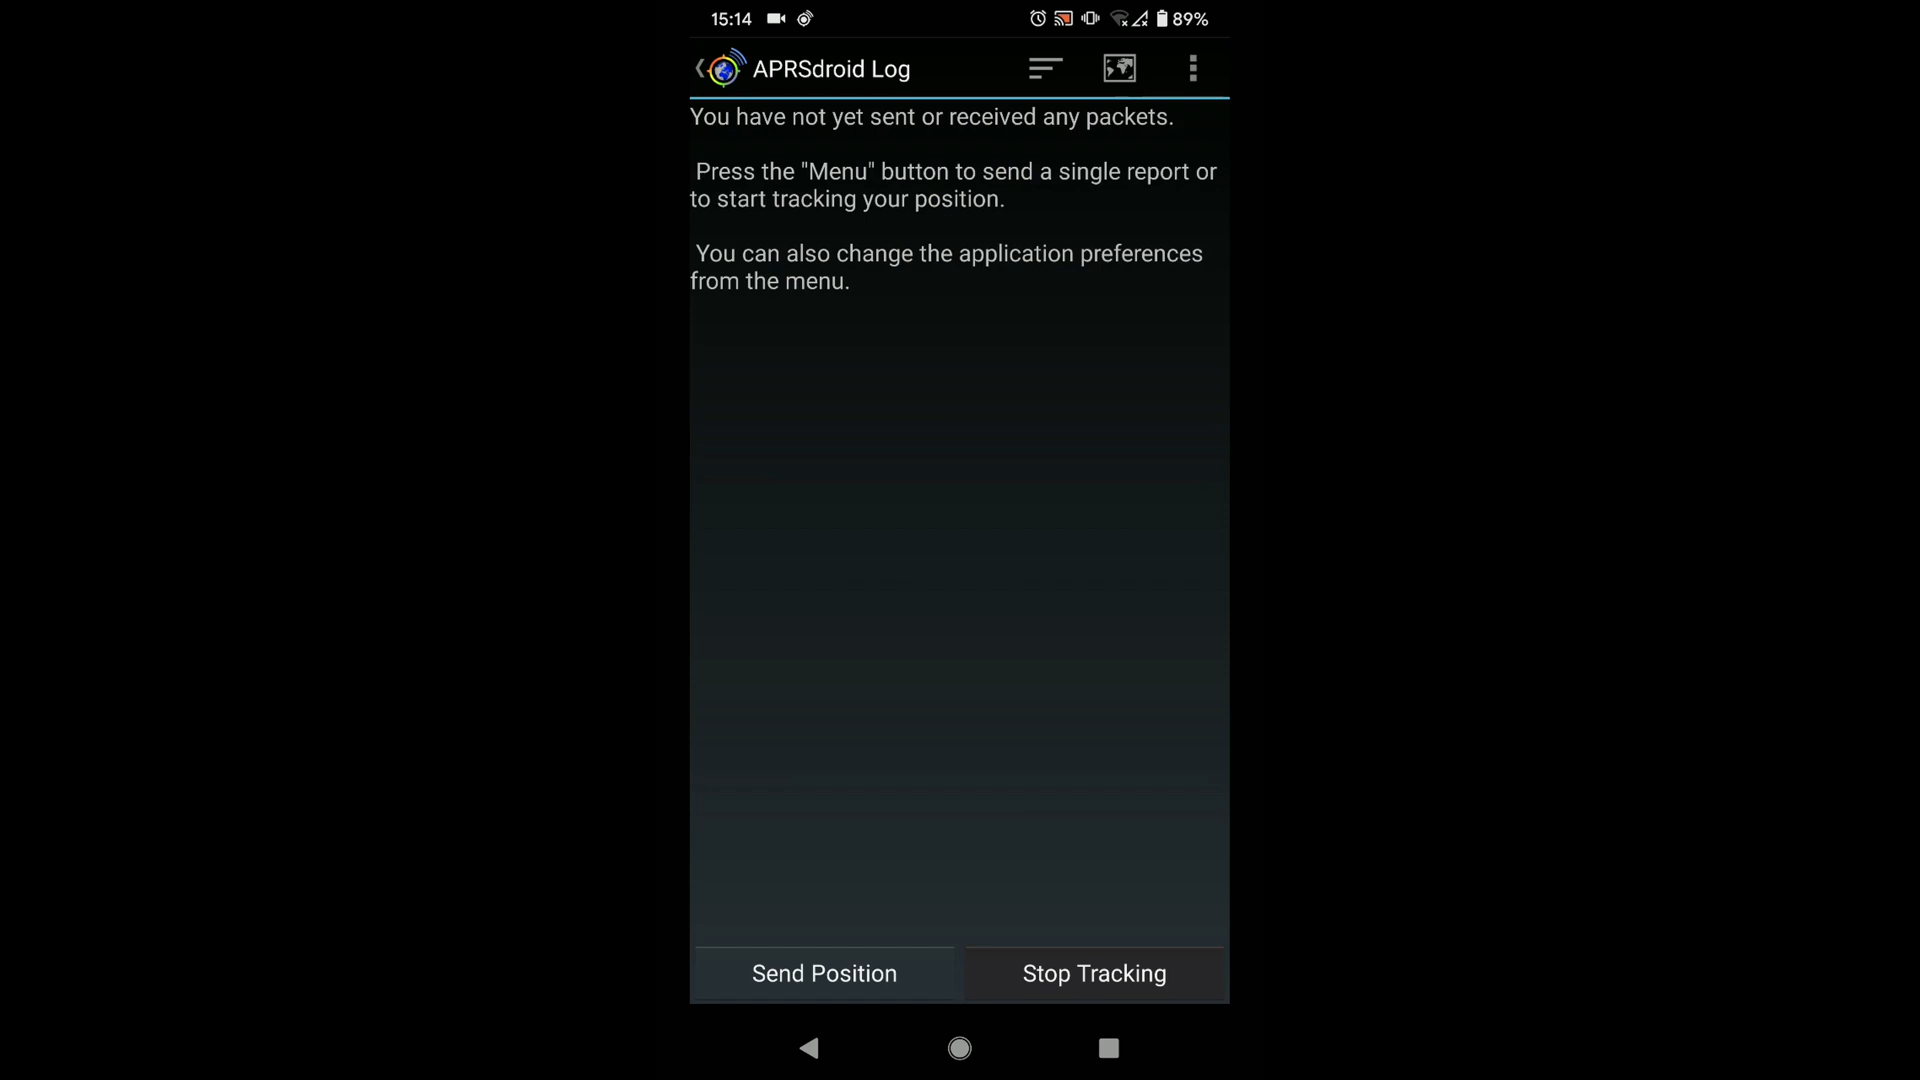 15:14
89%
APRSdroid Log
You have not yet sent or received any packets.
Press the "Menu" button to send a single report or
to start tracking your position.
You can also change the application preferences
from the menu.
Send Position
Stop Tracking